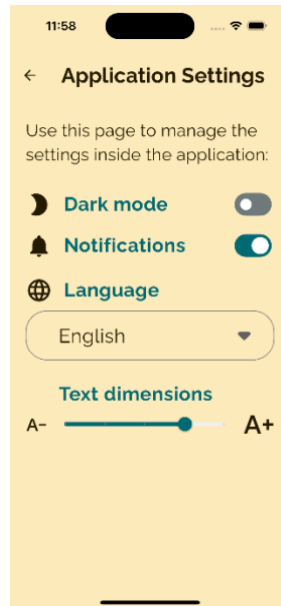 11:58
Application Settings
Use this page to manage the
settings inside the application:
Dark mode
Notifications
Language
English
Text dimensions
A- A+